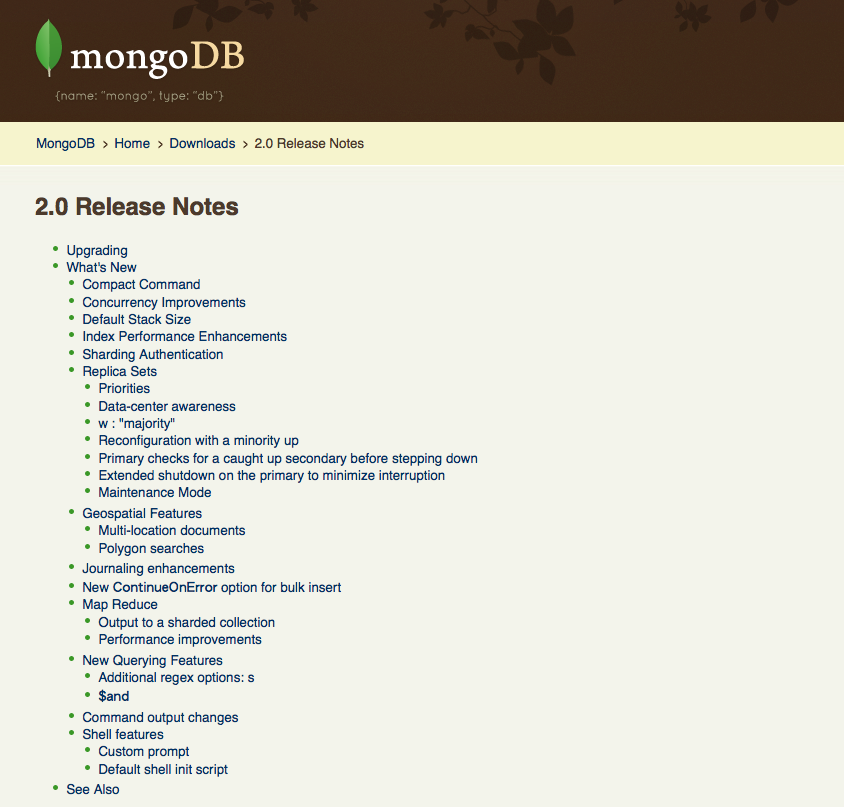 mongoDB
{name: "mongo", type: "db"}
MongoDB > Home > Downloads > 2.0 Release Notes
2.0 Release Notes
Upgrading
What's New
Compact Command
Concurrency Improvements
Default Stack Size
Index Performance Enhancements
Sharding Authentication
Replica Sets
Priorities
Data-center awareness
w : "majority"
Reconfiguration with a minority up
Primary checks for a caught up secondary before stepping down
Extended shutdown on the primary to minimize interruption
Maintenance Mode
Geospatial Features
Multi-location documents
Polygon searches
Journaling enhancements
New ContinueOnError option for bulk insert
Map Reduce
Output to a sharded collection
Performance improvements
New Querying Features
Additional regex options: s
$and
Command output changes
Shell features
Custom prompt
Default shell init script
See Also